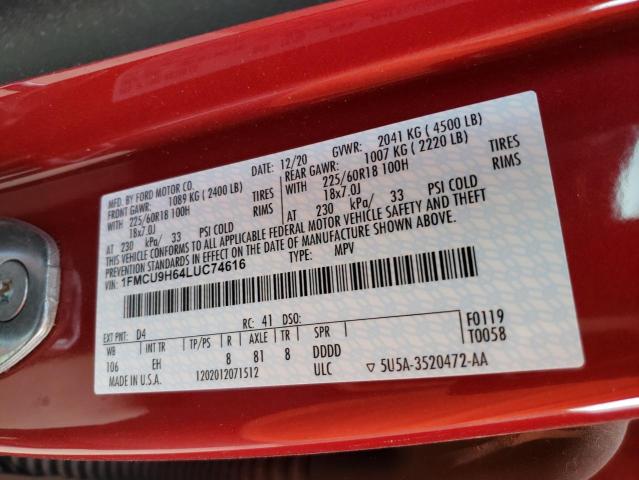 MFD. BY FORD MOTOR CO.
DATE: 12/20 GVWR: 2041 KG ( 4500 LB)
FRONT GAWR: 1089 KG ( 2400 LB) REAR GAWR: 1007 KG ( 2220 LB)
WITH 225/60R18 100H TIRES WITH 225/60R18 100H TIRES
18x7.0J RIMS 18x7.0J RIMS
AT 230 kPa/ 33 PSI COLD AT 230 kPa/ 33 PSI COLD
THIS VEHICLE CONFORMS TO ALL APPLICABLE FEDERAL MOTOR VEHICLE SAFETY AND THEFT
PREVENTION STANDARDS IN EFFECT ON THE DATE OF MANUFACTURE SHOWN ABOVE.
VIN: 1FMCU9H64LUC74616 TYPE: MPV
EXT PNT: D4 RC: 41 DSO: F0119
WB INT TR TP/PS R AXLE TR SPR T0058
106 EH 8 81 8 DDDD
MADE IN U.S.A. 1202012071512 ULC 5U5A-3520472-AA